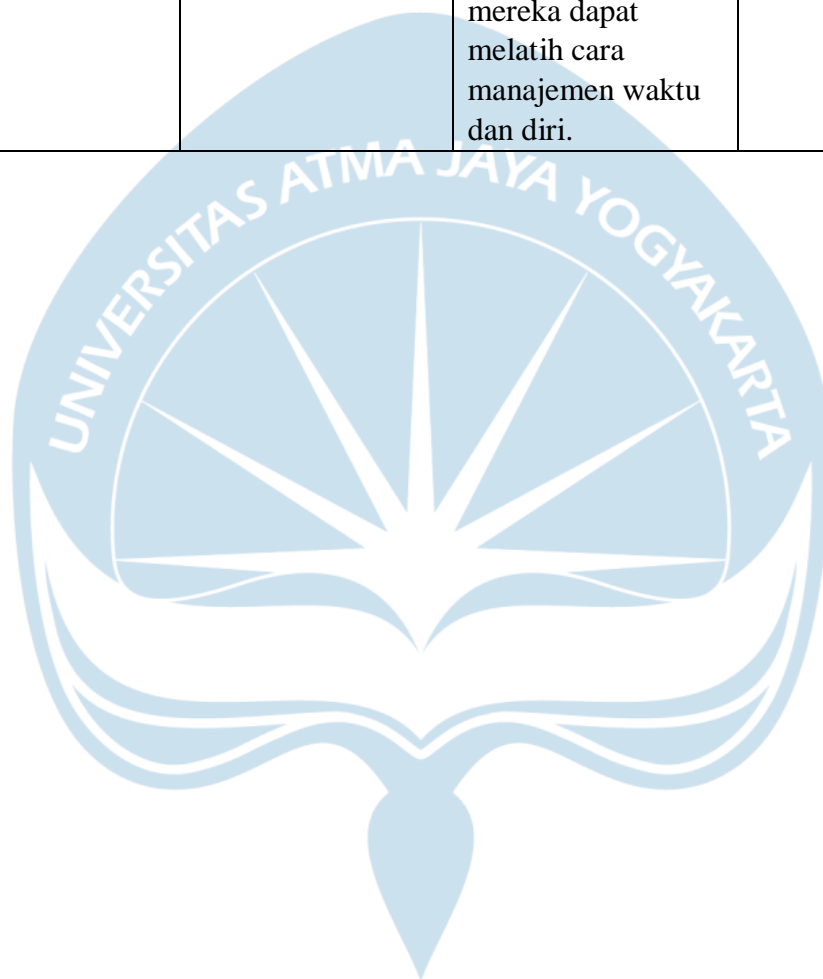 mereka dapat
melatih cara
manajemen waktu
dan diri.
UNIVERSITAS ATMA JAYA YOGYAKARTA